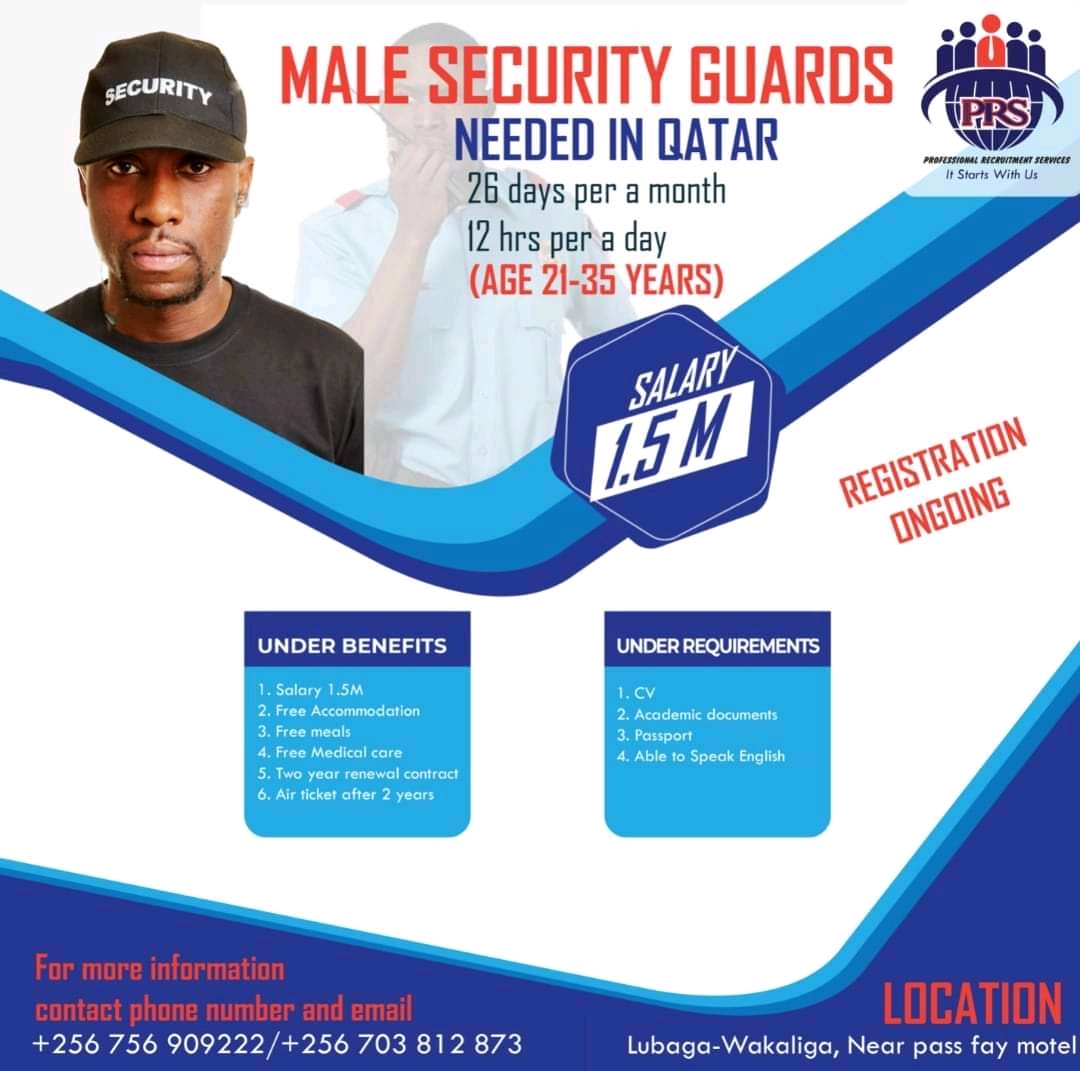 SECURITY
MALE SECURITY GUARDS
NEEDED IN QATAR
26 days per a month
12 hrs per a day
(AGE 21-35 YEARS)
PRS
PROFESSIONAL RECRUITMENT SERVICES
It Starts With Us
SALARY
1.5 M
REGISTRATION
ONGOING
UNDER BENEFITS
1. Salary 1.5M
2. Free Accommodation
3. Free meals
4. Free Medical care
5. Two year renewal contract
6. Air ticket after 2 years
UNDER REQUIREMENTS
1. CV
2. Academic documents
3. Passport
4. Able to Speak English
For more information
contact phone number and email
+256 756 909222/+256 703 812 873
LOCATION
Lubaga-Wakaliga, Near pass fay motel